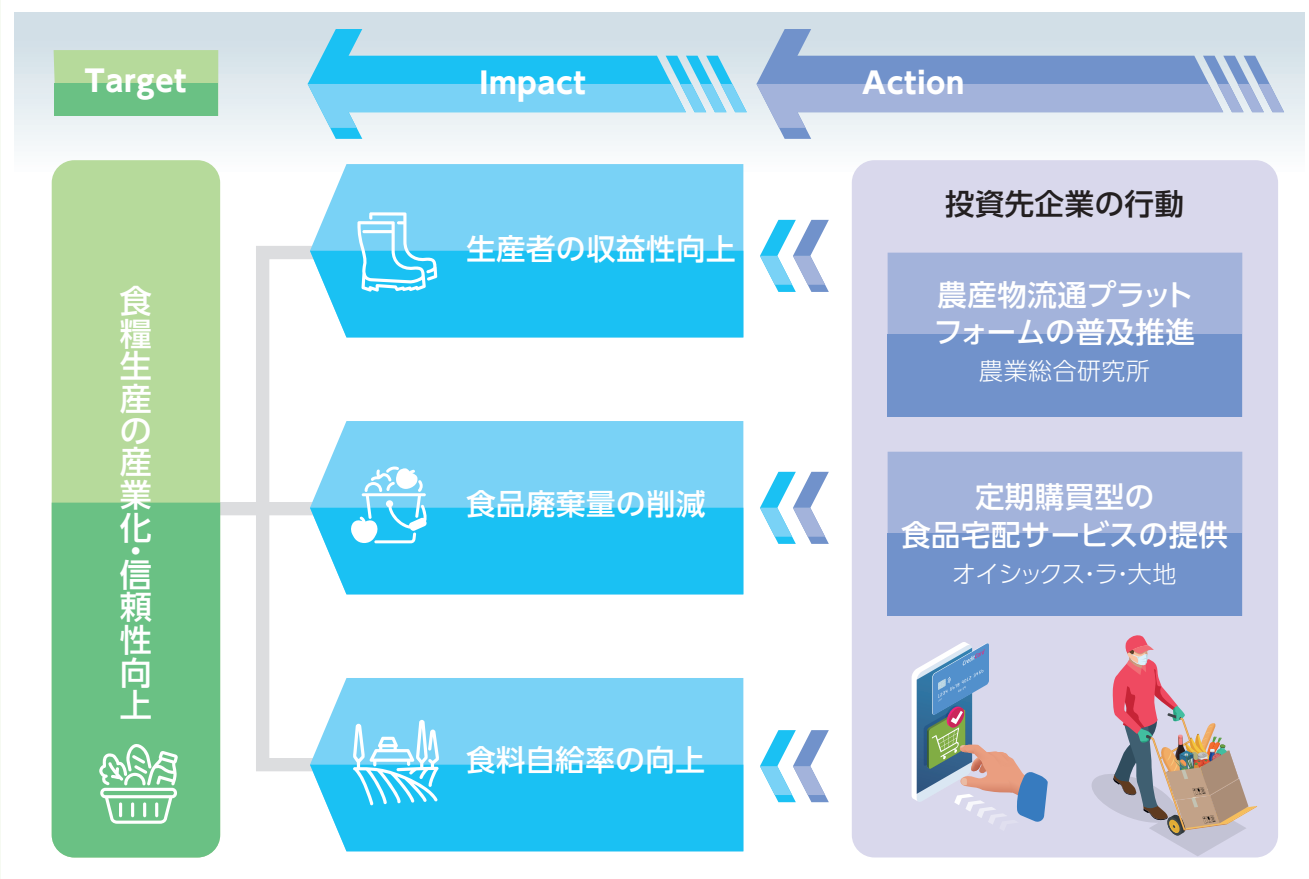 Target
Impact
Action
食糧生産の産業化・信頼性向上
生産者の収益性向上
食品廃棄量の削減
食料自給率の向上
投資先企業の行動
農産物流通プラット
フォームの普及推進
農業総合研究所
定期購買型の
食品宅配サービスの提供
オイシックス・ラ・大地